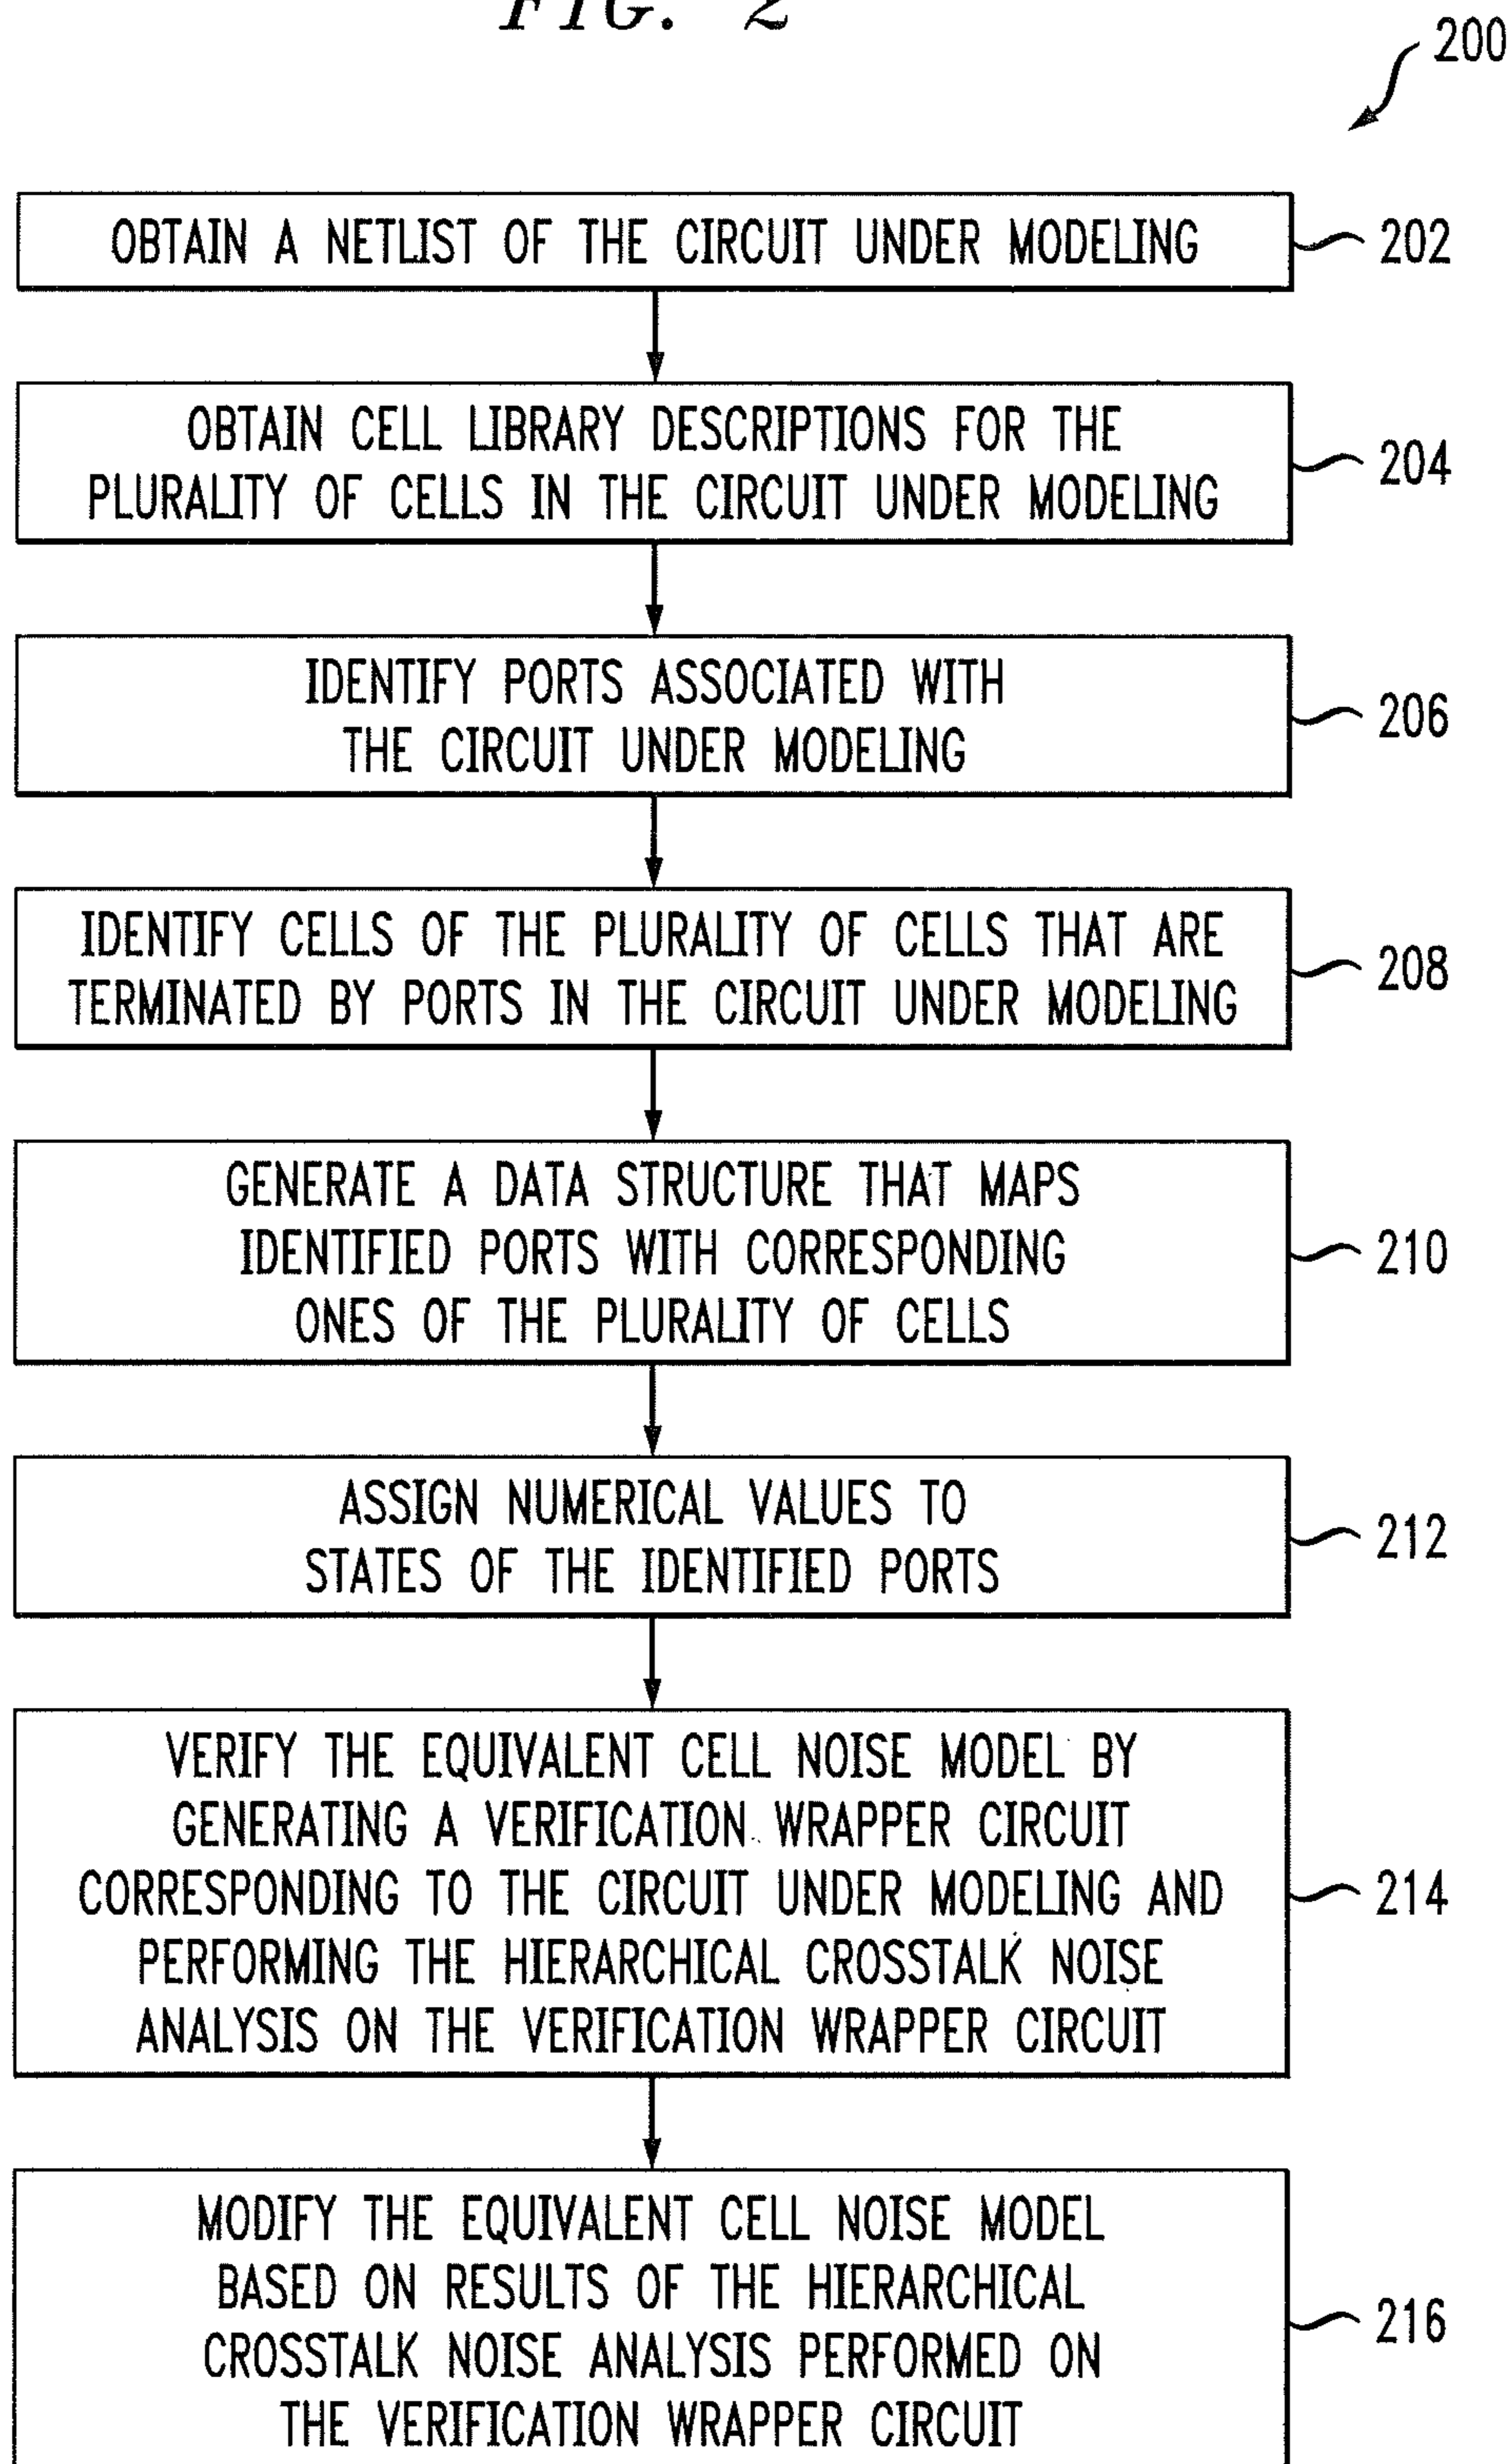 FIG. 2
200
OBTAIN A NETLIST OF THE CIRCUIT UNDER MODELING
202
OBTAIN CELL LIBRARY DESCRIPTIONS FOR THE
PLURALITY OF CELLS IN THE CIRCUIT UNDER MODELING
204
IDENTIFY PORTS ASSOCIATED WITH
THE CIRCUIT UNDER MODELING
206
IDENTIFY CELLS OF THE PLURALITY OF CELLS THAT ARE
TERMINATED BY PORTS IN THE CIRCUIT UNDER MODELING
208
GENERATE A DATA STRUCTURE THAT MAPS
IDENTIFIED PORTS WITH CORRESPONDING
ONES OF THE PLURALITY OF CELLS
210
ASSIGN NUMERICAL VALUES TO
STATES OF THE IDENTIFIED PORTS
212
VERIFY THE EQUIVALENT CELL NOISE MODEL BY
GENERATING A VERIFICATION WRAPPER CIRCUIT
CORRESPONDING TO THE CIRCUIT UNDER MODELING AND
PERFORMING THE HIERARCHICAL CROSSTALK NOISE
ANALYSIS ON THE VERIFICATION WRAPPER CIRCUIT
214
MODIFY THE EQUIVALENT CELL NOISE MODEL
BASED ON RESULTS OF THE HIERARCHICAL
CROSSTALK NOISE ANALYSIS PERFORMED ON
THE VERIFICATION WRAPPER CIRCUIT
216